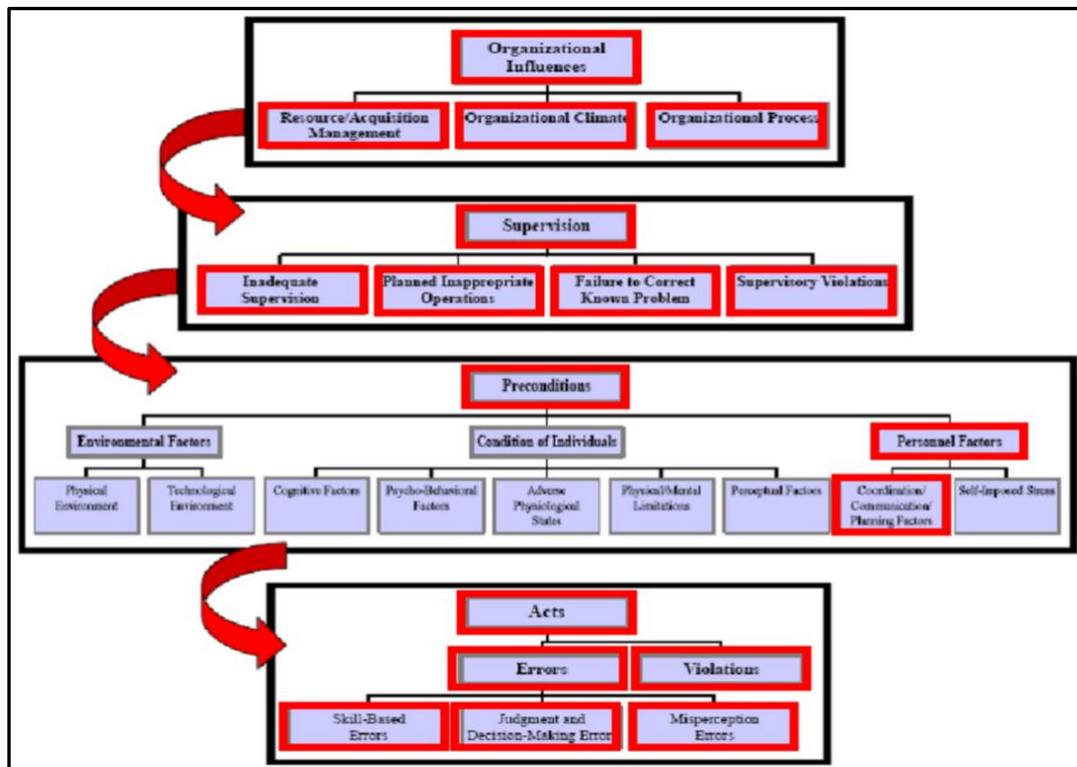 Organizational
Influences
Resource/Acquisition
Management
Organizational Climate
Organizational Process
Supervision
Inadequate
Supervision
Planned Inappropriate
Operations
Failure to Correct
Known Problem
Supervisory Violations
Preconditions
Environmental Factors
Condition of Individuals
Personnel Factors
Physical
Environment
Technological
Environment
Cognitive Factors
Psycho-Behavioral
Factors
Adverse
Physiological
States
Physical/Mental
Limitations
Perceptual Factors
Coordination/
Communication/
Planning Factors
Self-Imposed Stress
Acts
Errors
Violations
Skill-Based
Errors
Judgment and
Decision-Making Error
Misperception
Errors